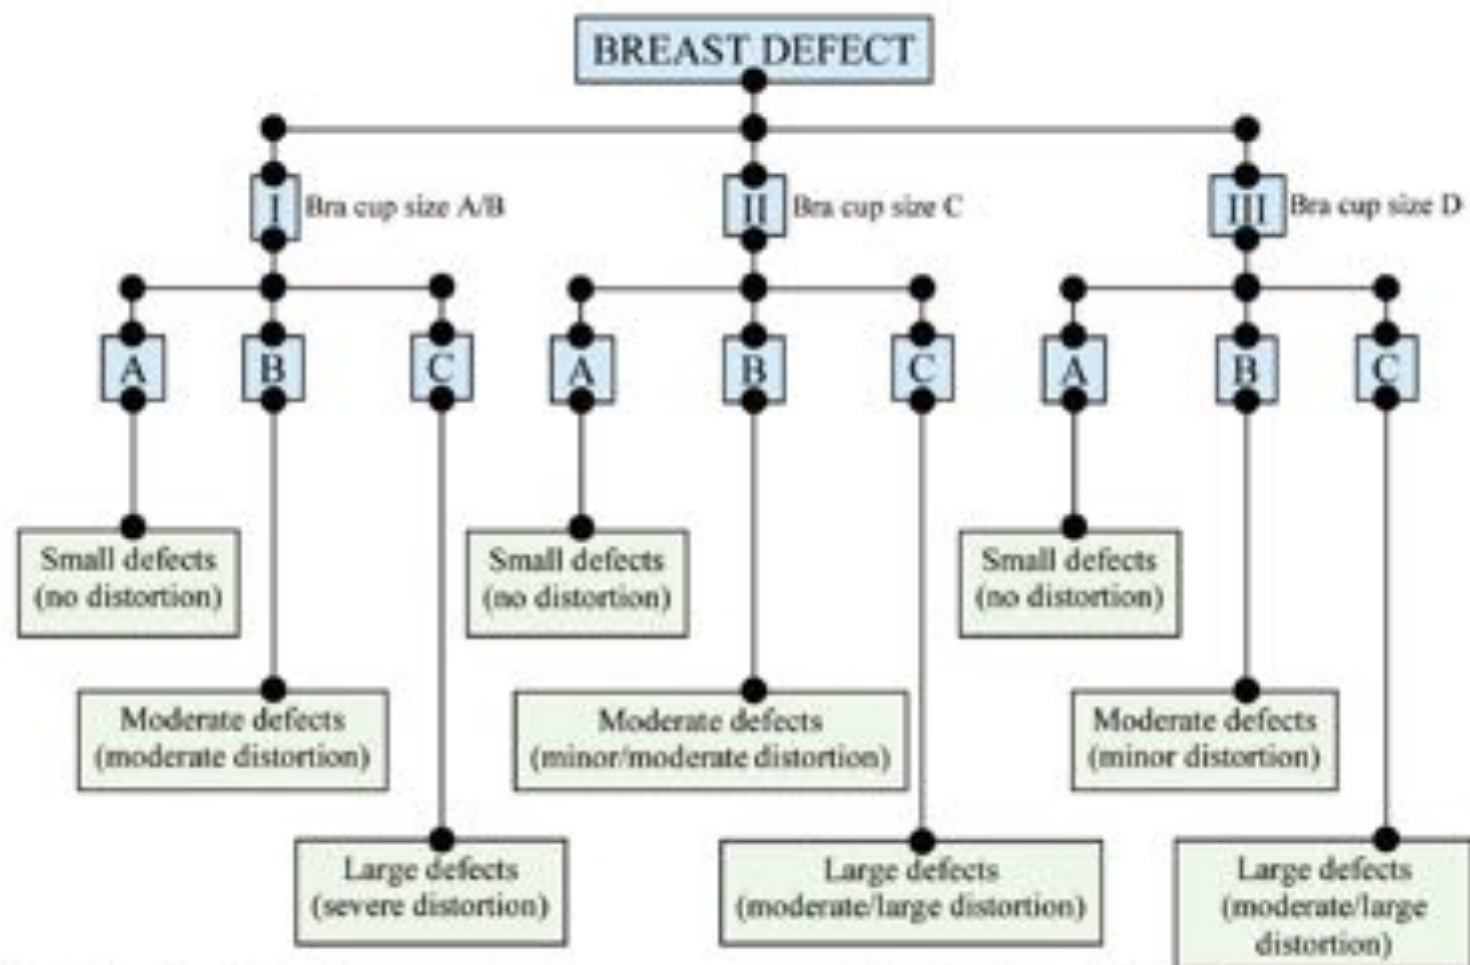 BREAST DEFECT
I Bra cup size A/B
II Bra cup size C
III Bra cup size D
A B C A B C A B C
Small defects
(no distortion)
Small defects
(no distortion)
Small defects
(no distortion)
Moderate defects
(moderate distortion)
Moderate defects
(minor/moderate distortion)
Moderate defects
(minor distortion)
Large defects
(severe distortion)
Large defects
(moderate/large distortion)
Large defects
(moderate/large
distortion)